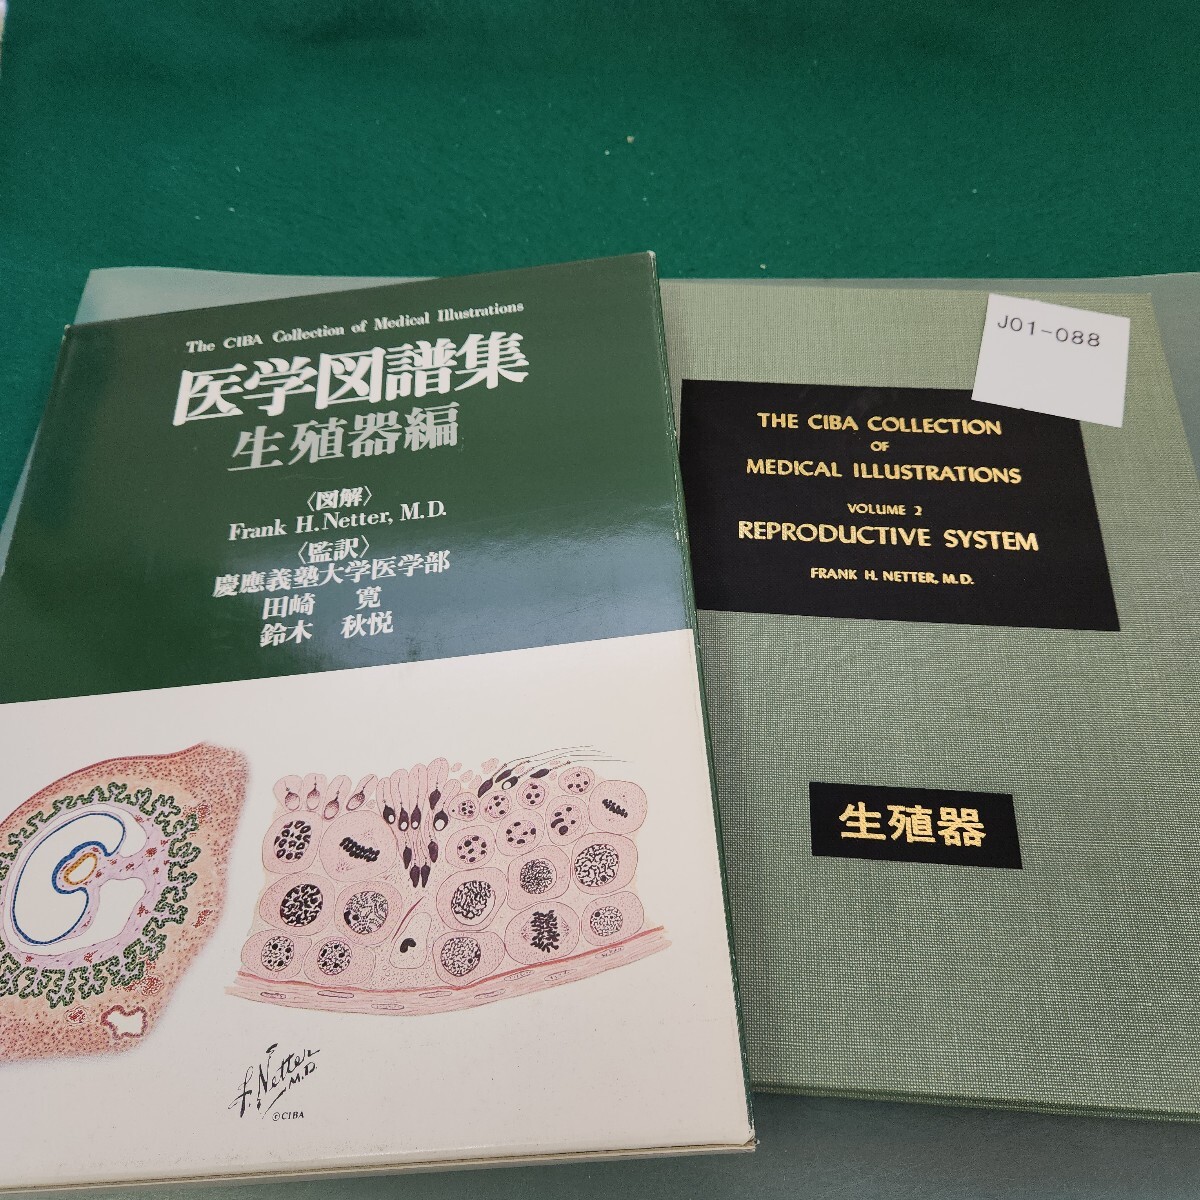 The CIBA Collection of Medical Illustrations
医学図譜集
生殖器編
〈図解〉
Frank H. Netter, M.D.
〈監訳〉
慶應義塾大学医学部
田崎 寛
鈴木 秋悦
F. Netter
M.D.
©CIBA
J01-088
THE CIBA COLLECTION
OF
MEDICAL ILLUSTRATIONS
VOLUME 2
REPRODUCTIVE SYSTEM
FRANK H. NETTER, M.D.
生殖器